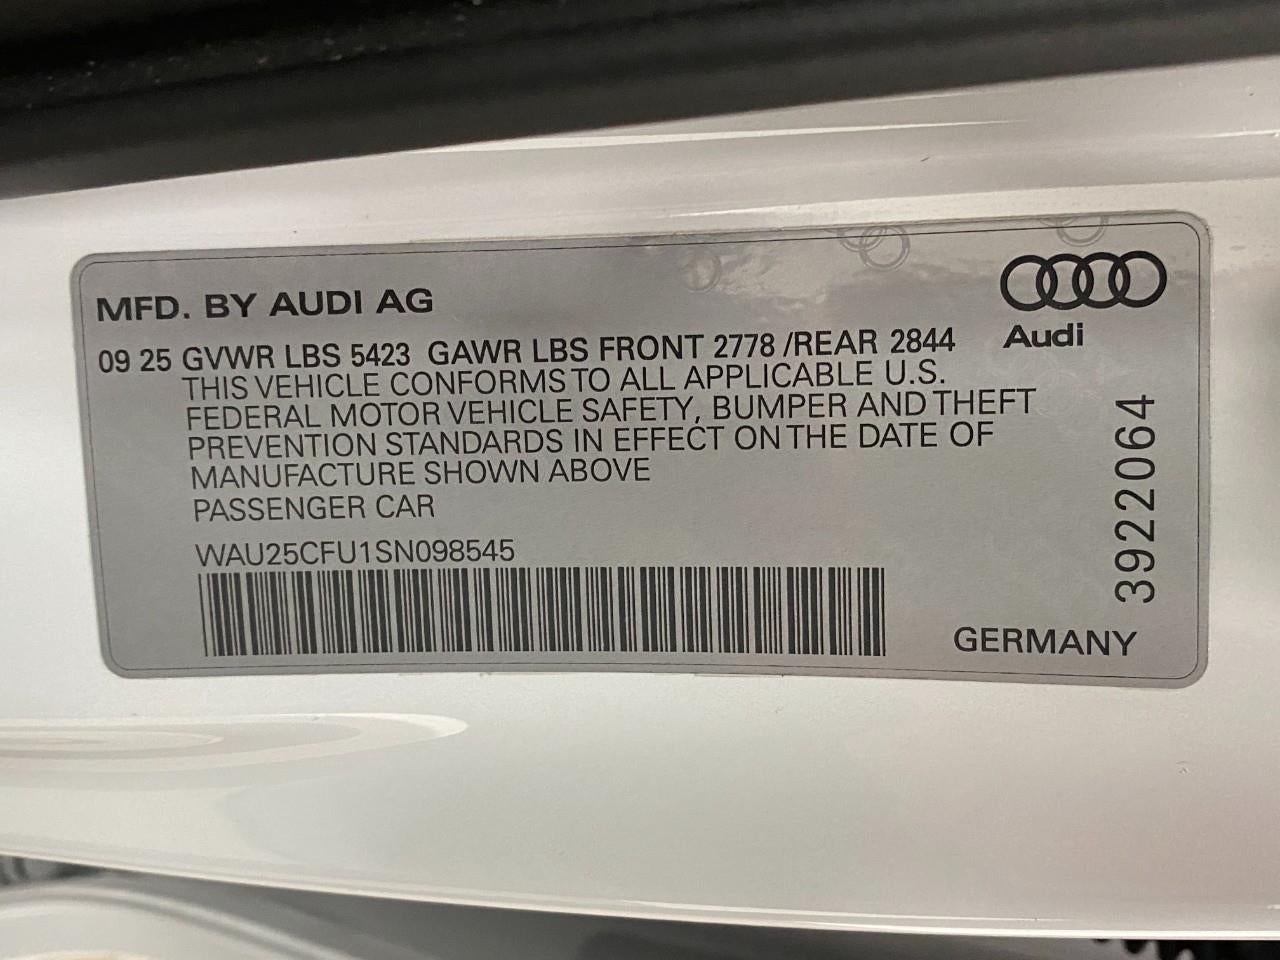 MFD. BY AUDI AG
Audi
09 25 GVWR LBS 5423 GAWR LBS FRONT 2778 /REAR 2844
THIS VEHICLE CONFORMS TO ALL APPLICABLE U.S.
FEDERAL MOTOR VEHICLE SAFETY, BUMPER AND THEFT
PREVENTION STANDARDS IN EFFECT ON THE DATE OF
MANUFACTURE SHOWN ABOVE
PASSENGER CAR
WAU25CFU1SN098545
3922064
GERMANY